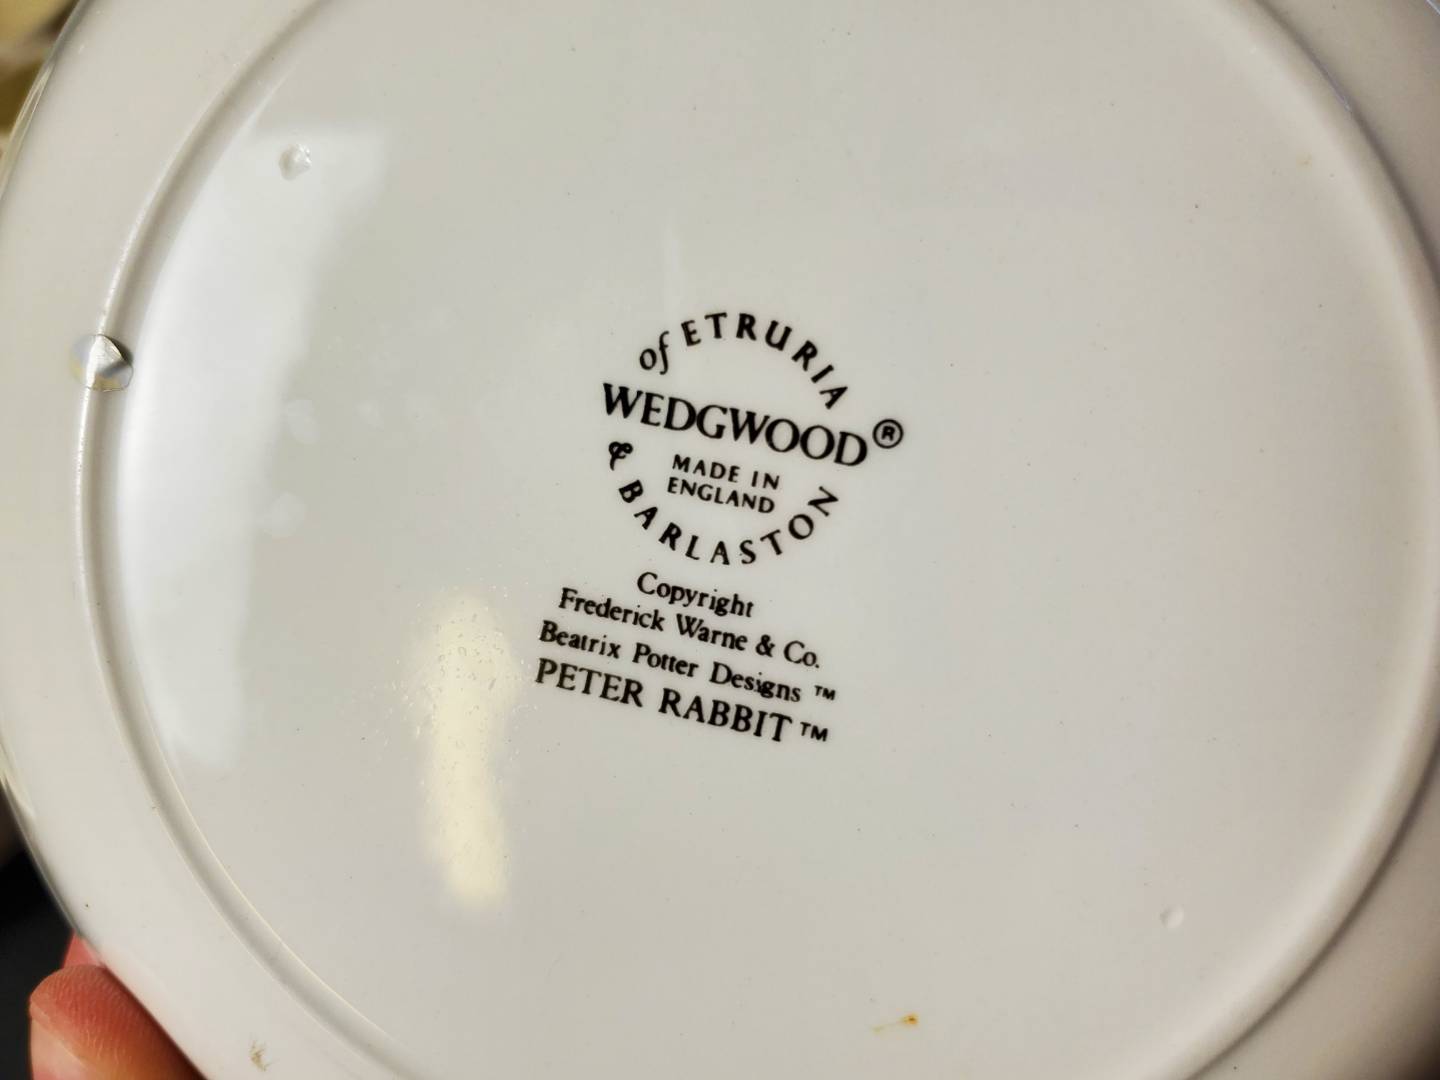 of ETRURIA
WEDGWOOD®
MADE IN
ENGLAND
& BARLASTON
Copyright
Frederick Warne & Co.
Beatrix Potter Designs ™
PETER RABBIT ™